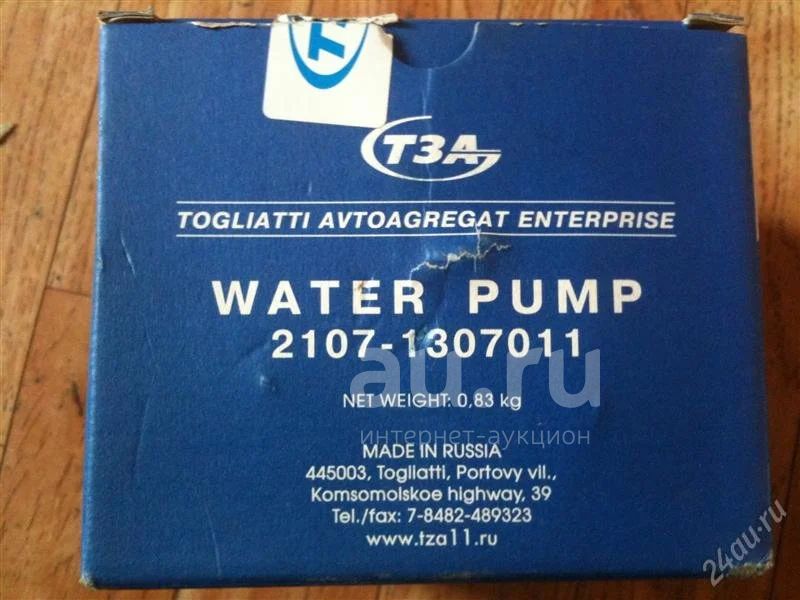 ТЗА
TOGLIATTI AVTOAGREGAT ENTERPRISE
WATER PUMP
2107-1307011
au.ru
NET WEIGHT: 0,83 kg
интернет-аукцион
MADE IN RUSSIA
445003, Togliatti, Portovy vil.,
Komsomolskoe highway, 39
Tel./fax: 7-8482-489323
www.tza11.ru
24au.ru